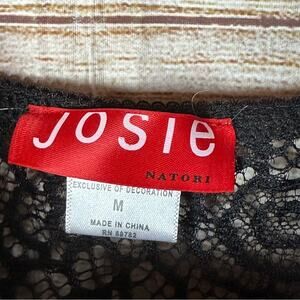 Josie
NATORI
EXCLUSIVE OF DECORATION
M
MADE IN CHINA
RN 88782